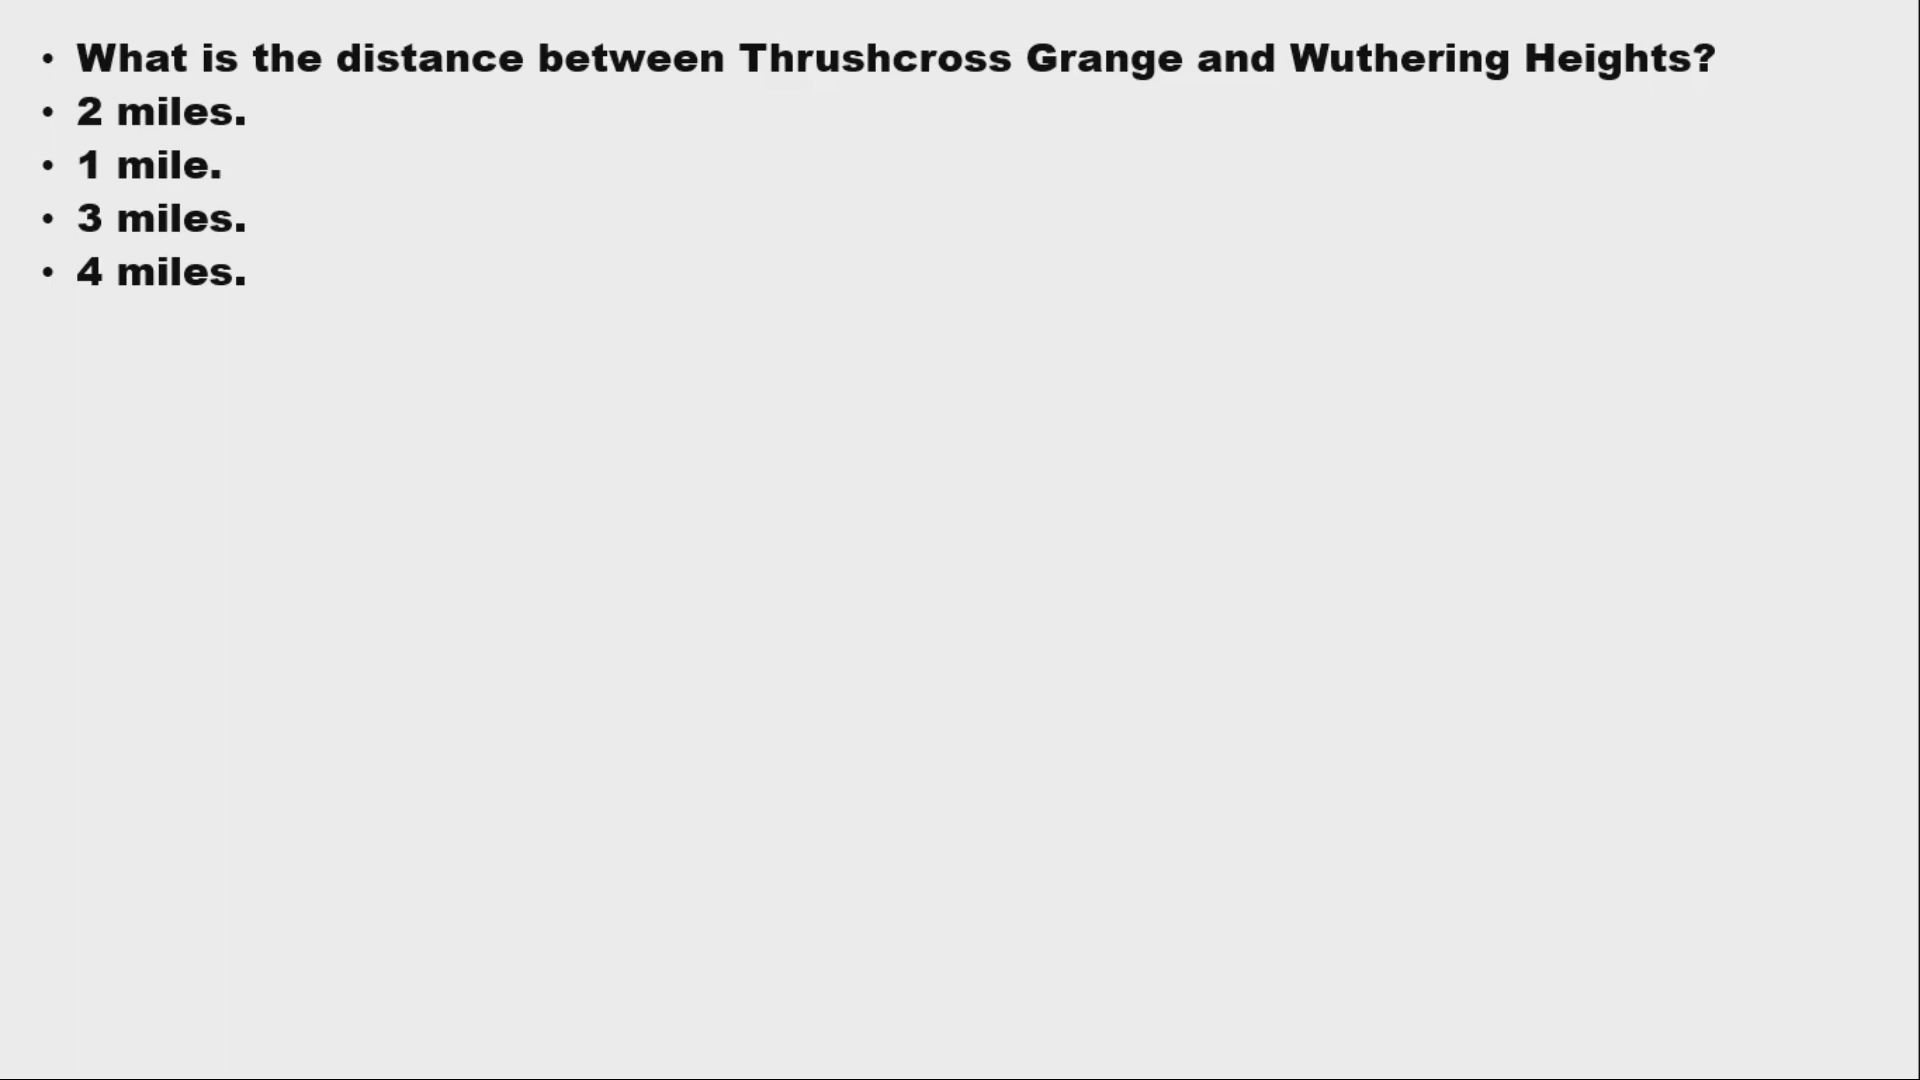 • What is the distance between Thrushcross Grange and Wuthering Heights?
• 2 miles.
• 1 mile.
• 3 miles.
• 4 miles.